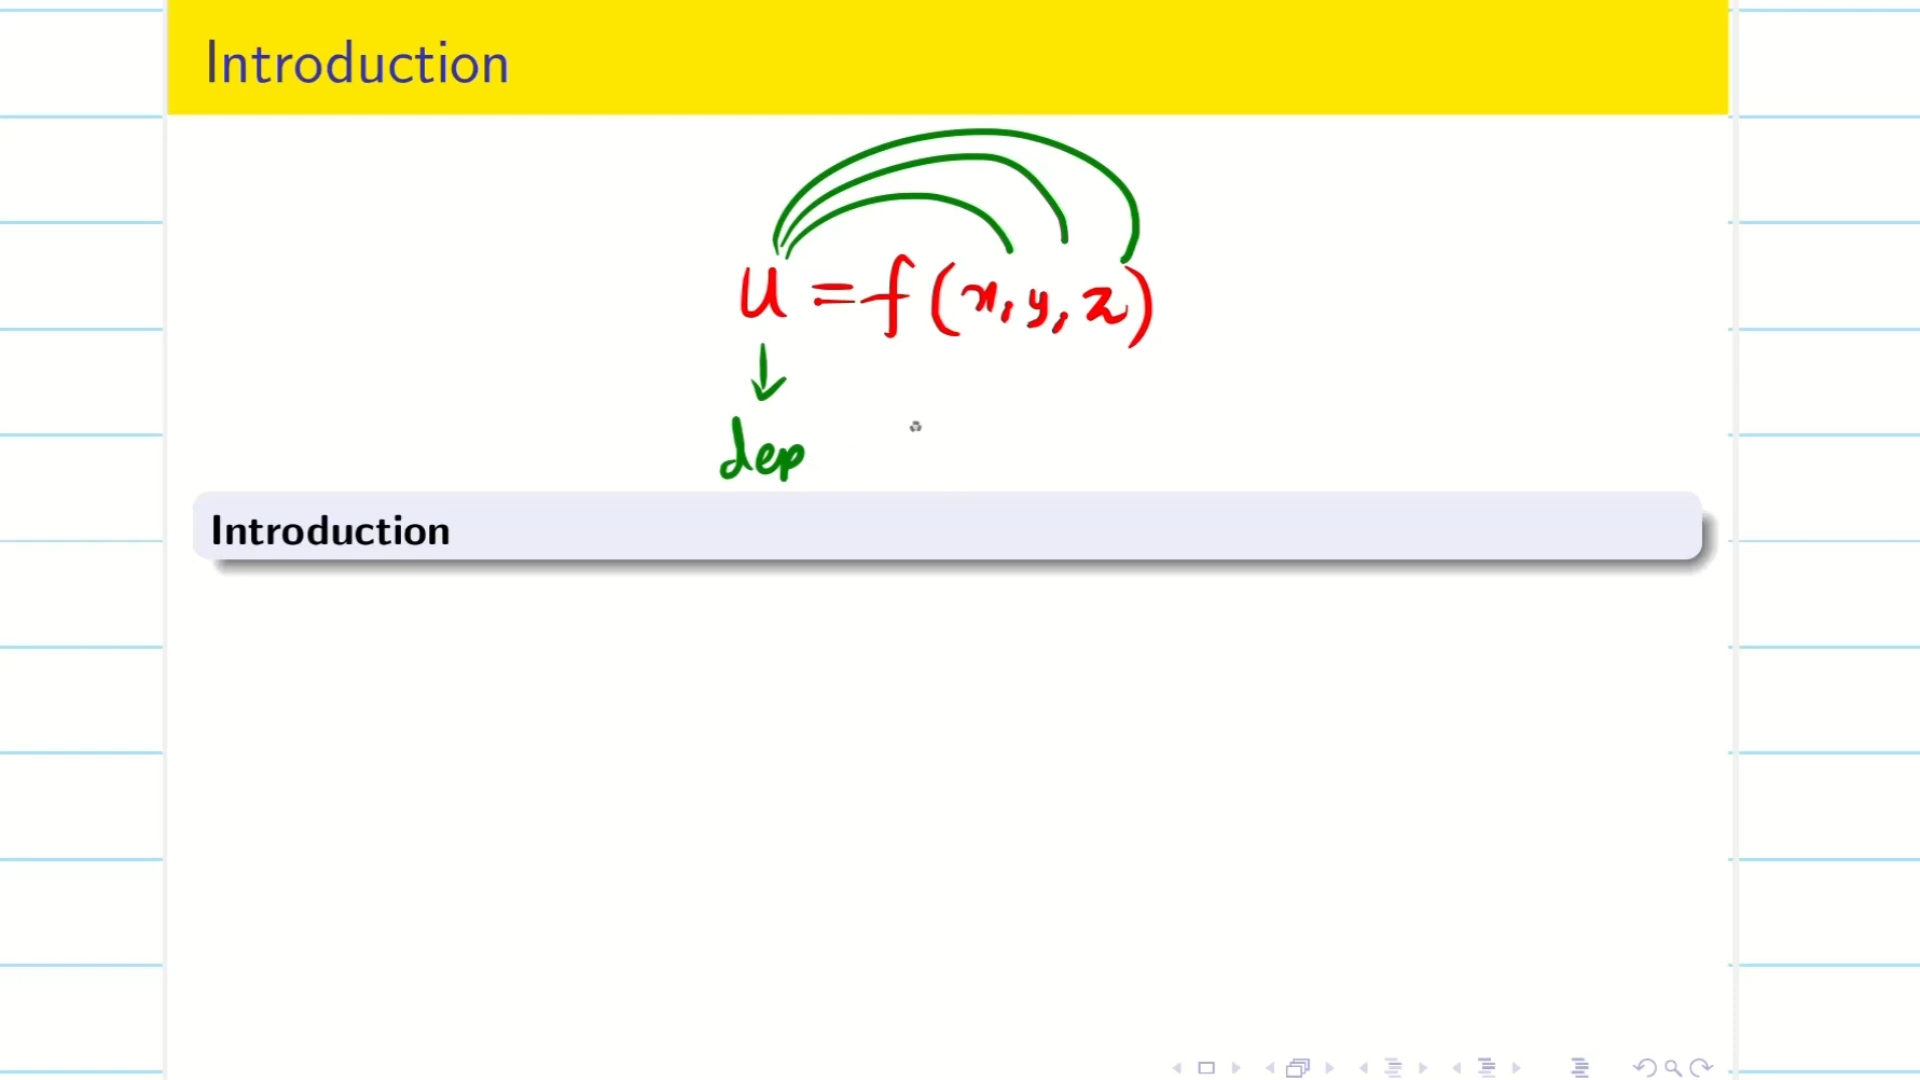 Introduction
u = f(x, y, z)
dep
Introduction